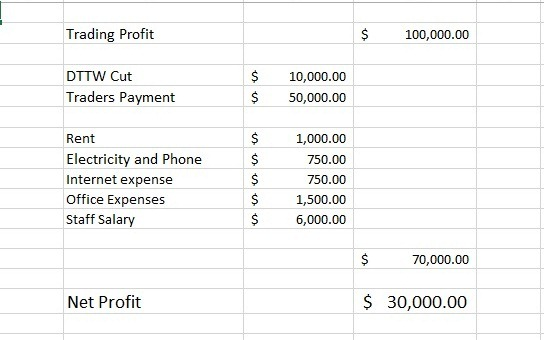 Trading Profit $ 100,000.00
DTTW Cut $ 10,000.00
Traders Payment $ 50,000.00
Rent $ 1,000.00
Electricity and Phone $ 750.00
Internet expense $ 750.00
Office Expenses $ 1,500.00
Staff Salary $ 6,000.00
$ 70,000.00
Net Profit $ 30,000.00